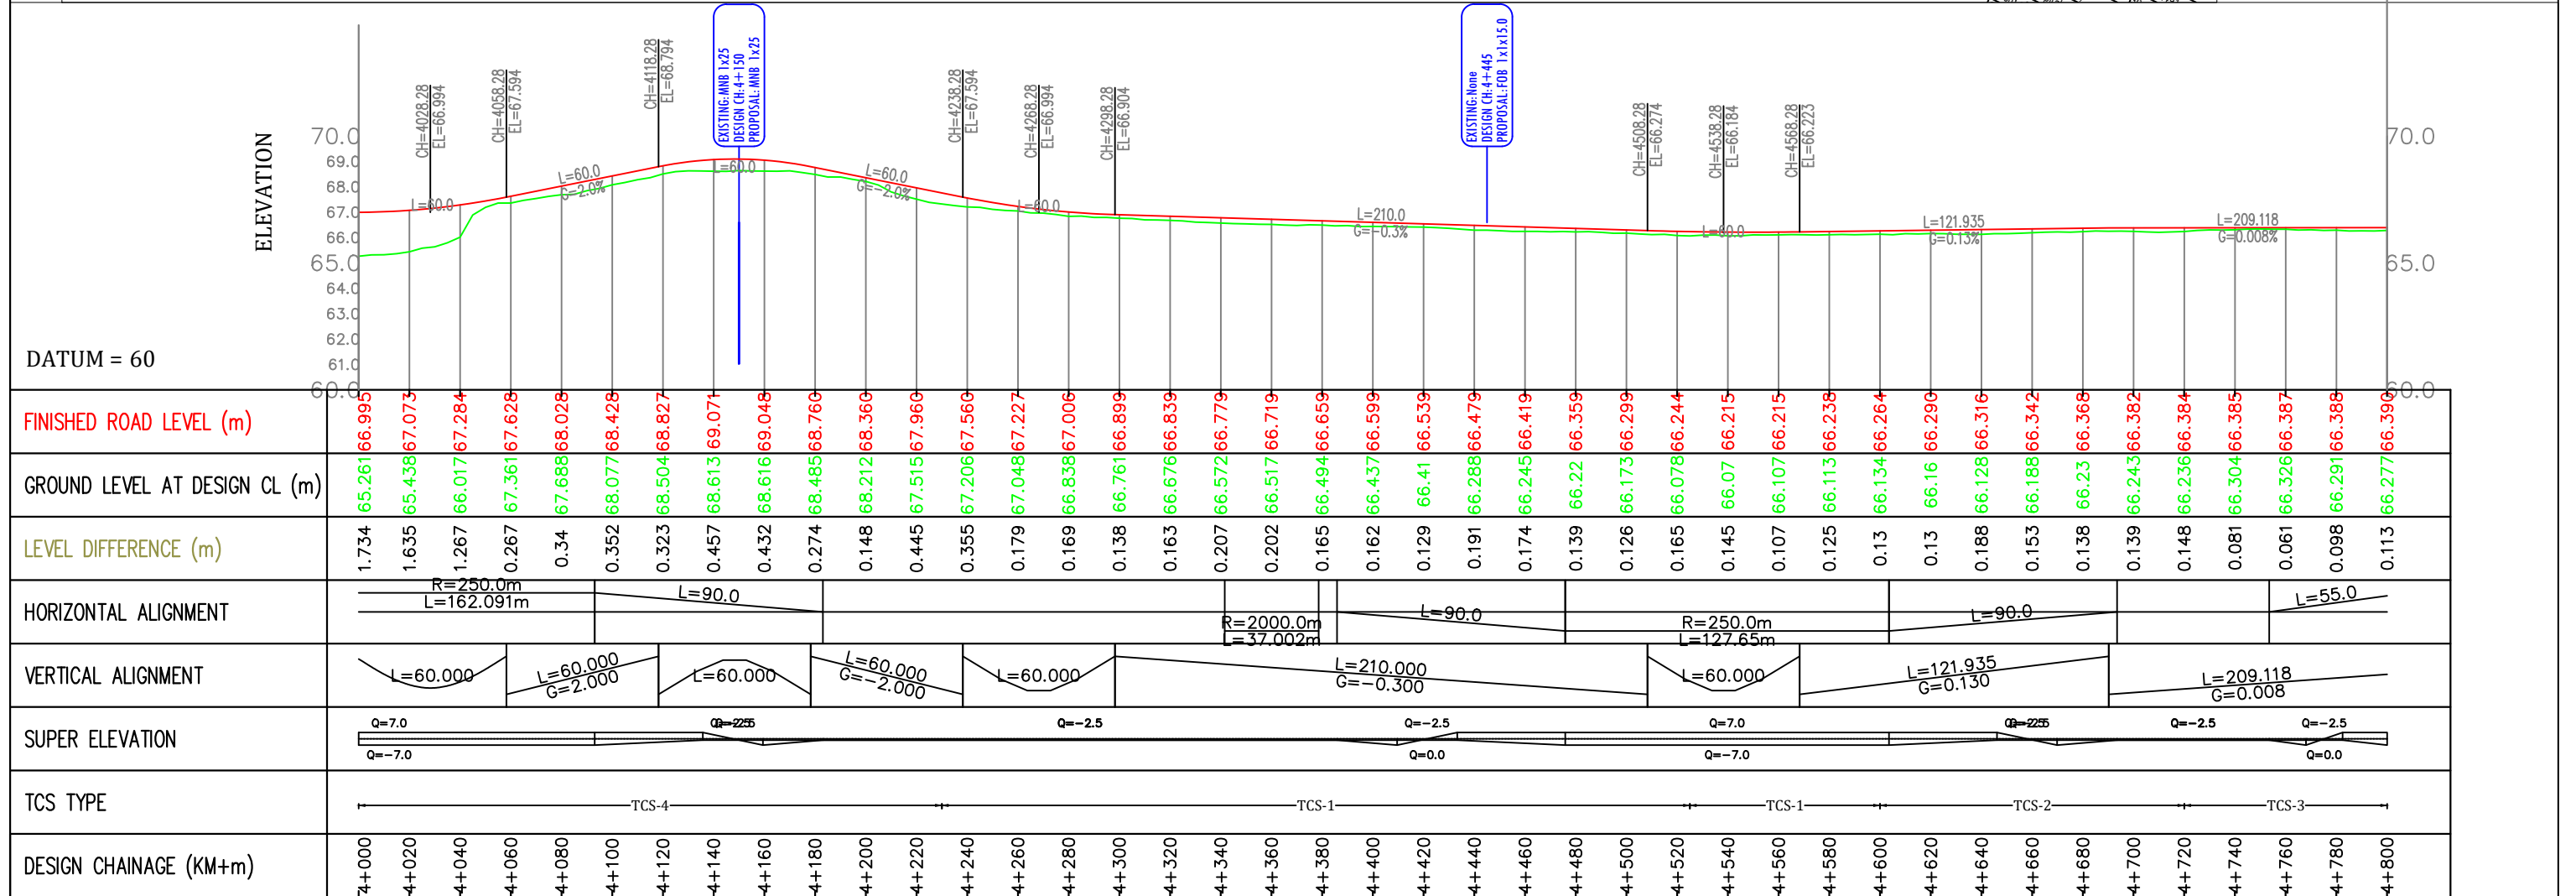 EXISTING:MNB 1x25
DESIGN CH:4+150
PROPOSAL:MNB 1x25
EXISTING:None
DESIGN CH:4+445
PROPOSAL:FOB 1x1x15.0
CH=4028.28
EL=66.994
CH=4058.28
EL=67.594
CH=4118.28
EL=68.794
CH=4238.28
EL=67.594
CH=4268.28
EL=66.994
CH=4298.28
EL=66.904
CH=4508.28
EL=66.274
CH=4538.28
EL=66.184
CH=4568.28
EL=66.223
ELEVATION
70.0
69.0
68.0
67.0
66.0
65.0
64.0
63.0
62.0
61.0
60.0
70.0
65.0
60.0
L=60.0
L=60.0
G=2.0%
L=60.0
L=60.0
G=-2.0%
L=60.0
L=210.0
G=-0.3%
L=60.0
L=121.935
G=0.13%
L=209.118
G=0.008%
DATUM = 60
FINISHED ROAD LEVEL (m) 66.995 67.073 67.284 67.628 68.028 68.428 68.827 69.071 69.048 68.760 68.360 67.960 67.560 67.227 67.006 66.899 66.839 66.779 66.719 66.659 66.599 66.539 66.479 66.419 66.359 66.299 66.244 66.215 66.215 66.238 66.264 66.290 66.316 66.342 66.368 66.382 66.384 66.385 66.387 66.388 66.390
GROUND LEVEL AT DESIGN CL (m) 65.261 65.438 66.017 67.361 67.688 68.077 68.504 68.613 68.616 68.485 68.212 67.515 67.206 67.048 66.838 66.761 66.676 66.572 66.517 66.494 66.437 66.41 66.288 66.245 66.22 66.173 66.078 66.07 66.107 66.113 66.134 66.16 66.128 66.188 66.23 66.243 66.236 66.304 66.326 66.291 66.277
LEVEL DIFFERENCE (m) 1.734 1.635 1.267 0.267 0.34 0.352 0.323 0.457 0.432 0.274 0.148 0.445 0.355 0.179 0.169 0.138 0.163 0.207 0.202 0.165 0.162 0.129 0.191 0.174 0.139 0.126 0.165 0.145 0.107 0.125 0.13 0.13 0.188 0.153 0.138 0.139 0.148 0.081 0.061 0.098 0.113
HORIZONTAL ALIGNMENT
R=250.0m
L=162.091m
L=90.0
R=2000.0m
L=37.002m
L=90.0
R=250.0m
L=127.65m
L=90.0
L=55.0
VERTICAL ALIGNMENT
L=60.000
L=60.000
G=2.000
L=60.000
L=60.000
G=-2.000
L=60.000
L=210.000
G=-0.300
L=60.000
L=121.935
G=0.130
L=209.118
G=0.008
SUPER ELEVATION
Q=7.0
Q=-2.5
Q=-2.5
Q=7.0
Q=-2.5
Q=-2.5
Q=-7.0
Q=0.0
Q=-7.0
Q=0.0
TCS TYPE TCS-4 TCS-1 TCS-1 TCS-2 TCS-3
DESIGN CHAINAGE (KM+m) 4+000 4+020 4+040 4+060 4+080 4+100 4+120 4+140 4+160 4+180 4+200 4+220 4+240 4+260 4+280 4+300 4+320 4+340 4+360 4+380 4+400 4+420 4+440 4+460 4+480 4+500 4+520 4+540 4+560 4+580 4+600 4+620 4+640 4+660 4+680 4+700 4+720 4+740 4+760 4+780 4+800